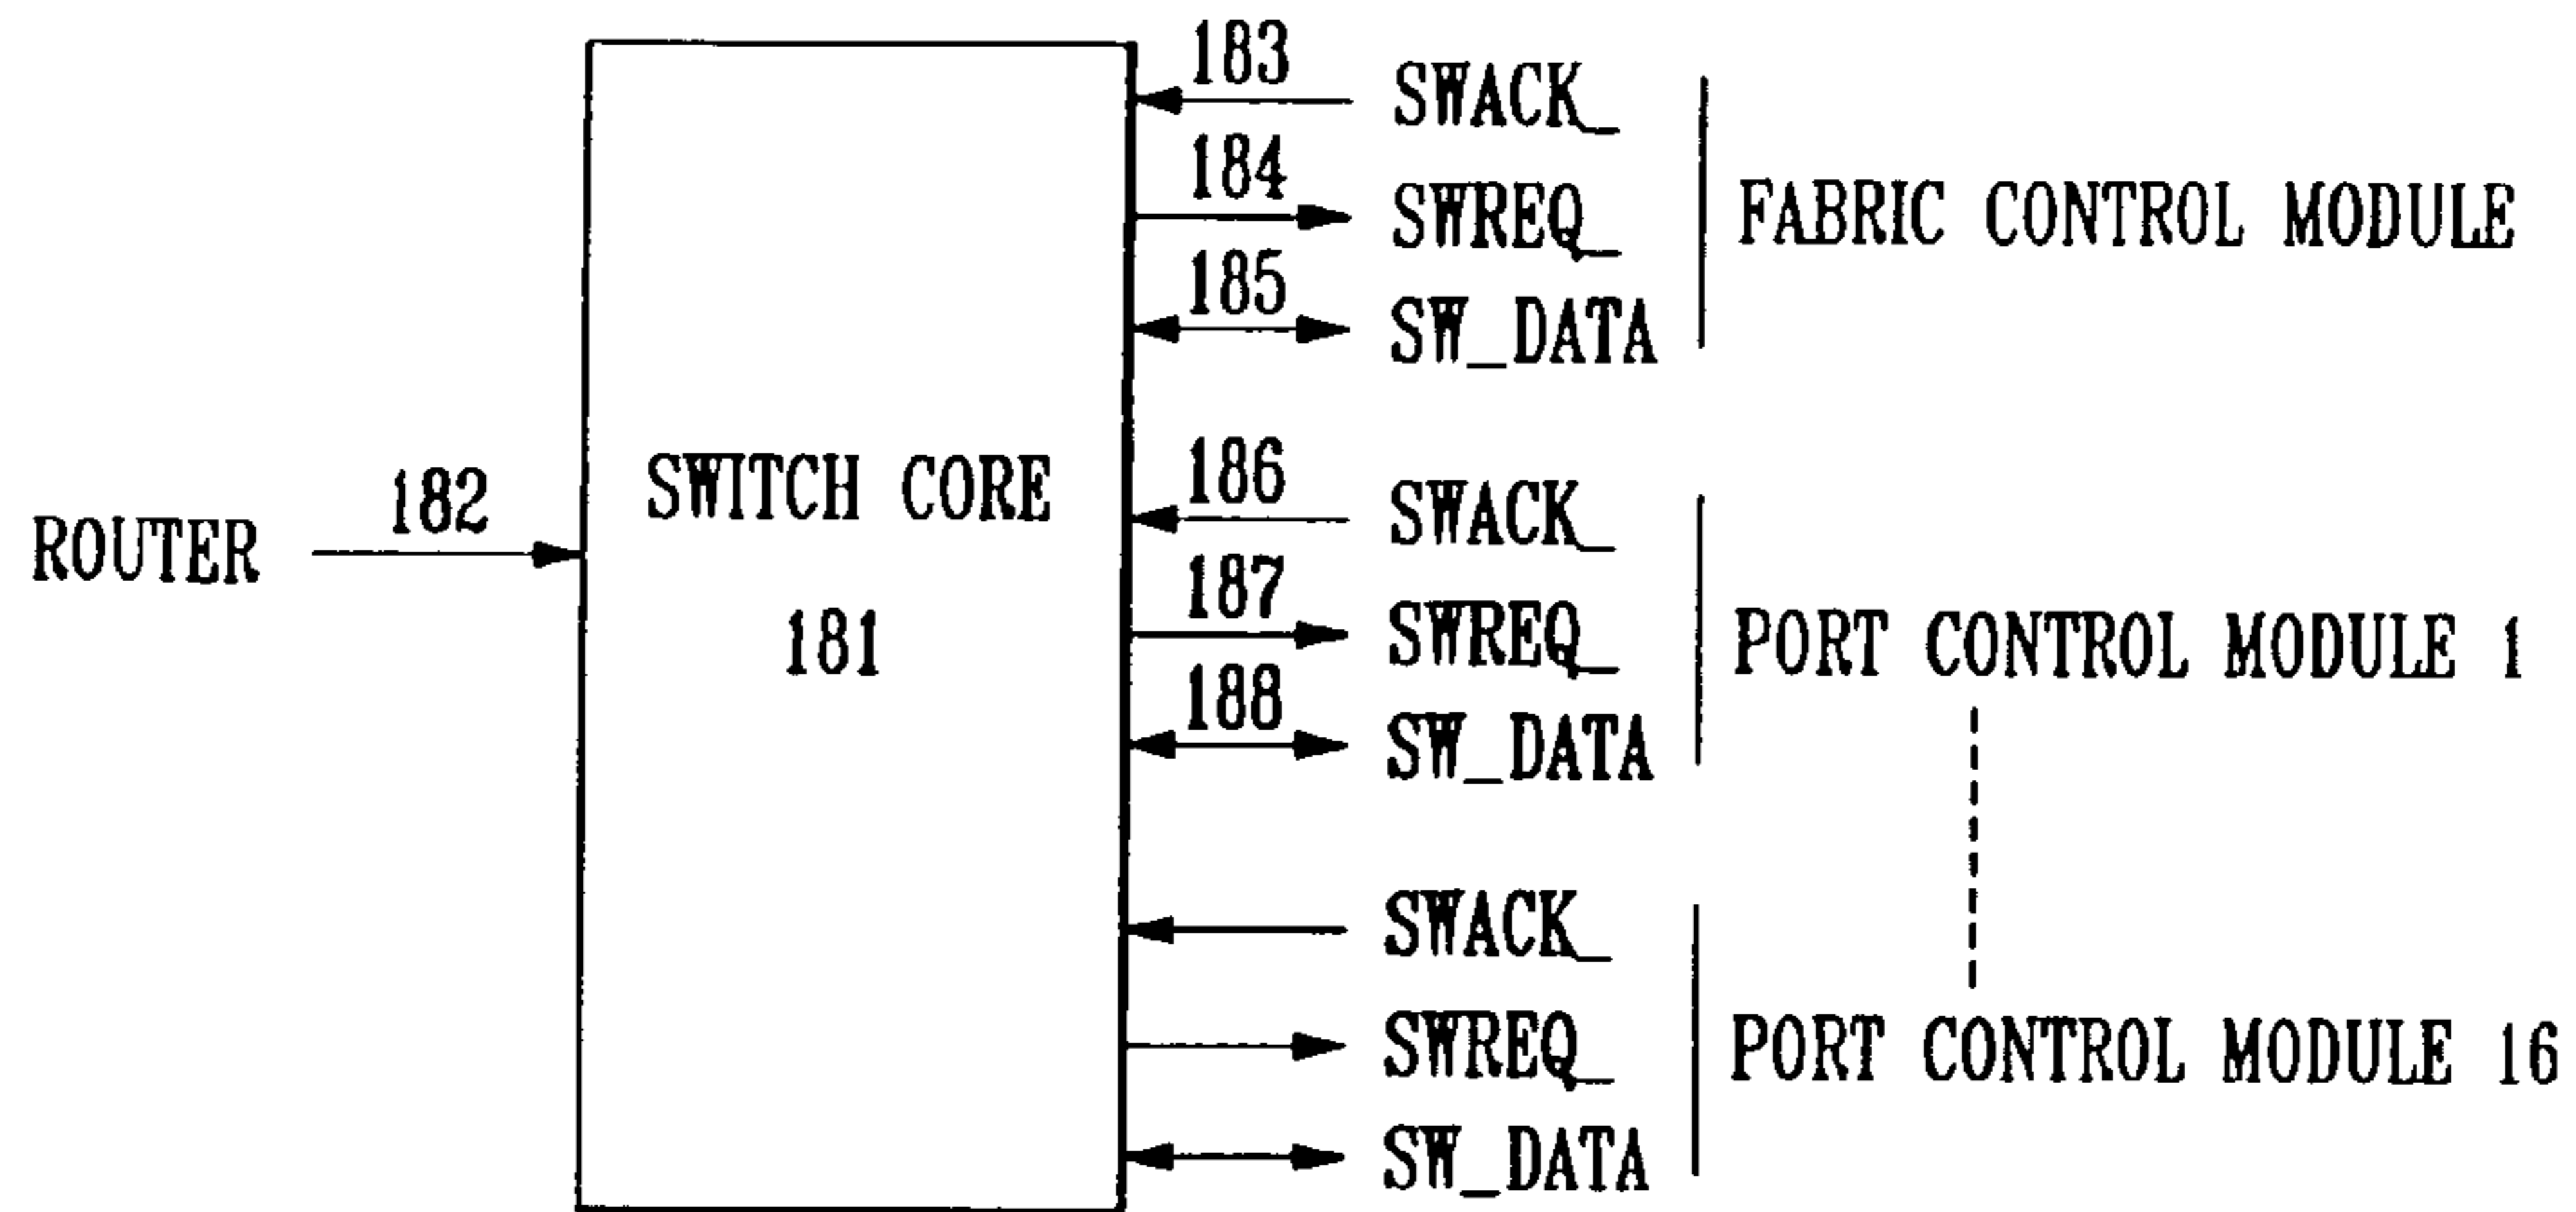 183
SWACK_
184
SWREQ_
FABRIC CONTROL MODULE
185
SW_DATA
ROUTER
182
SWITCH CORE
181
186
SWACK_
187
SWREQ_
PORT CONTROL MODULE 1
188
SW_DATA
SWACK_
SWREQ_
PORT CONTROL MODULE 16
SW_DATA